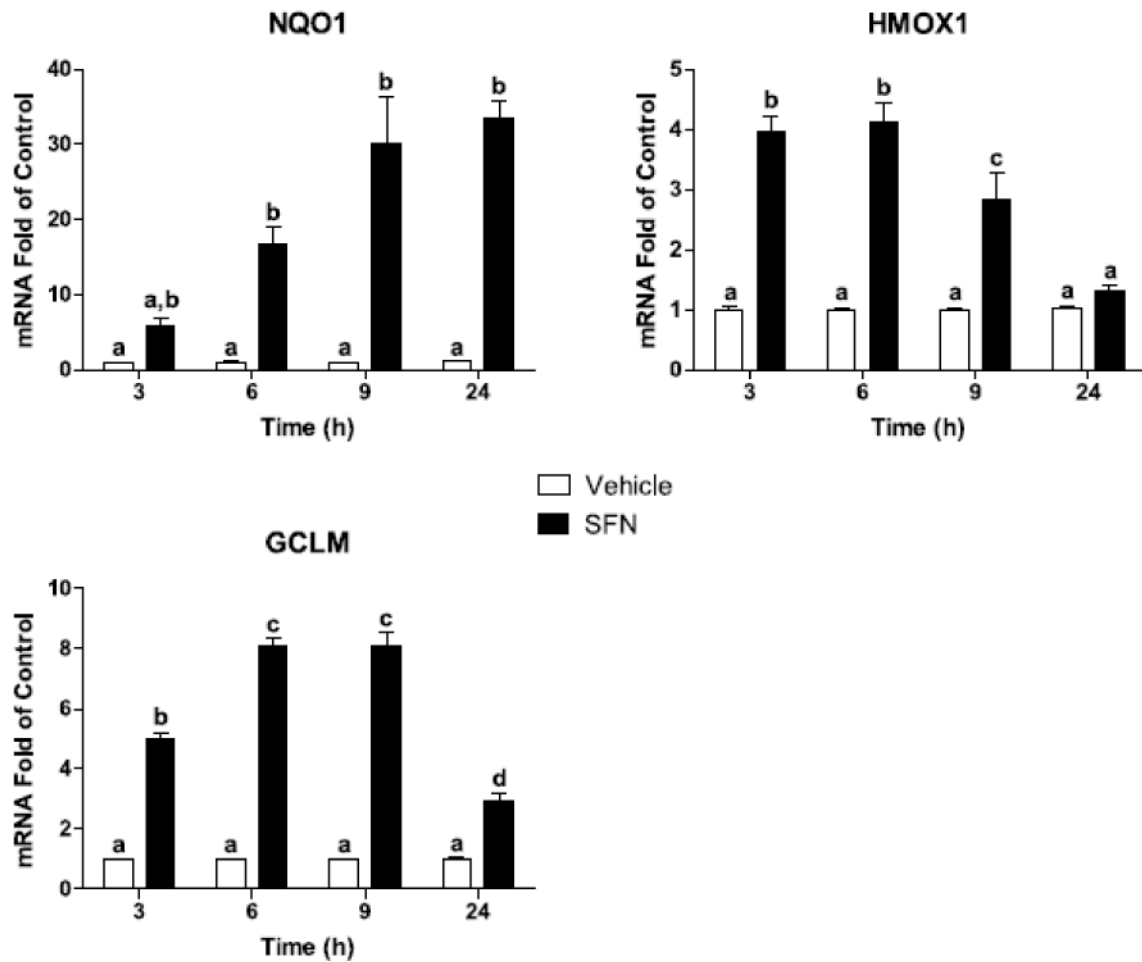 NQO1
mRNA Fold of Control
40
30
20
10
0
a
a,b
a
b
a
b
a
b
3 6 9 24
Time (h)
HMOX1
mRNA Fold of Control
5
4
3
2
1
0
a
b
a
b
a
c
a
a
3 6 9 24
Time (h)
Vehicle
SFN
GCLM
mRNA Fold of Control
10
8
6
4
2
0
a
b
a
c
a
c
a
d
3 6 9 24
Time (h)